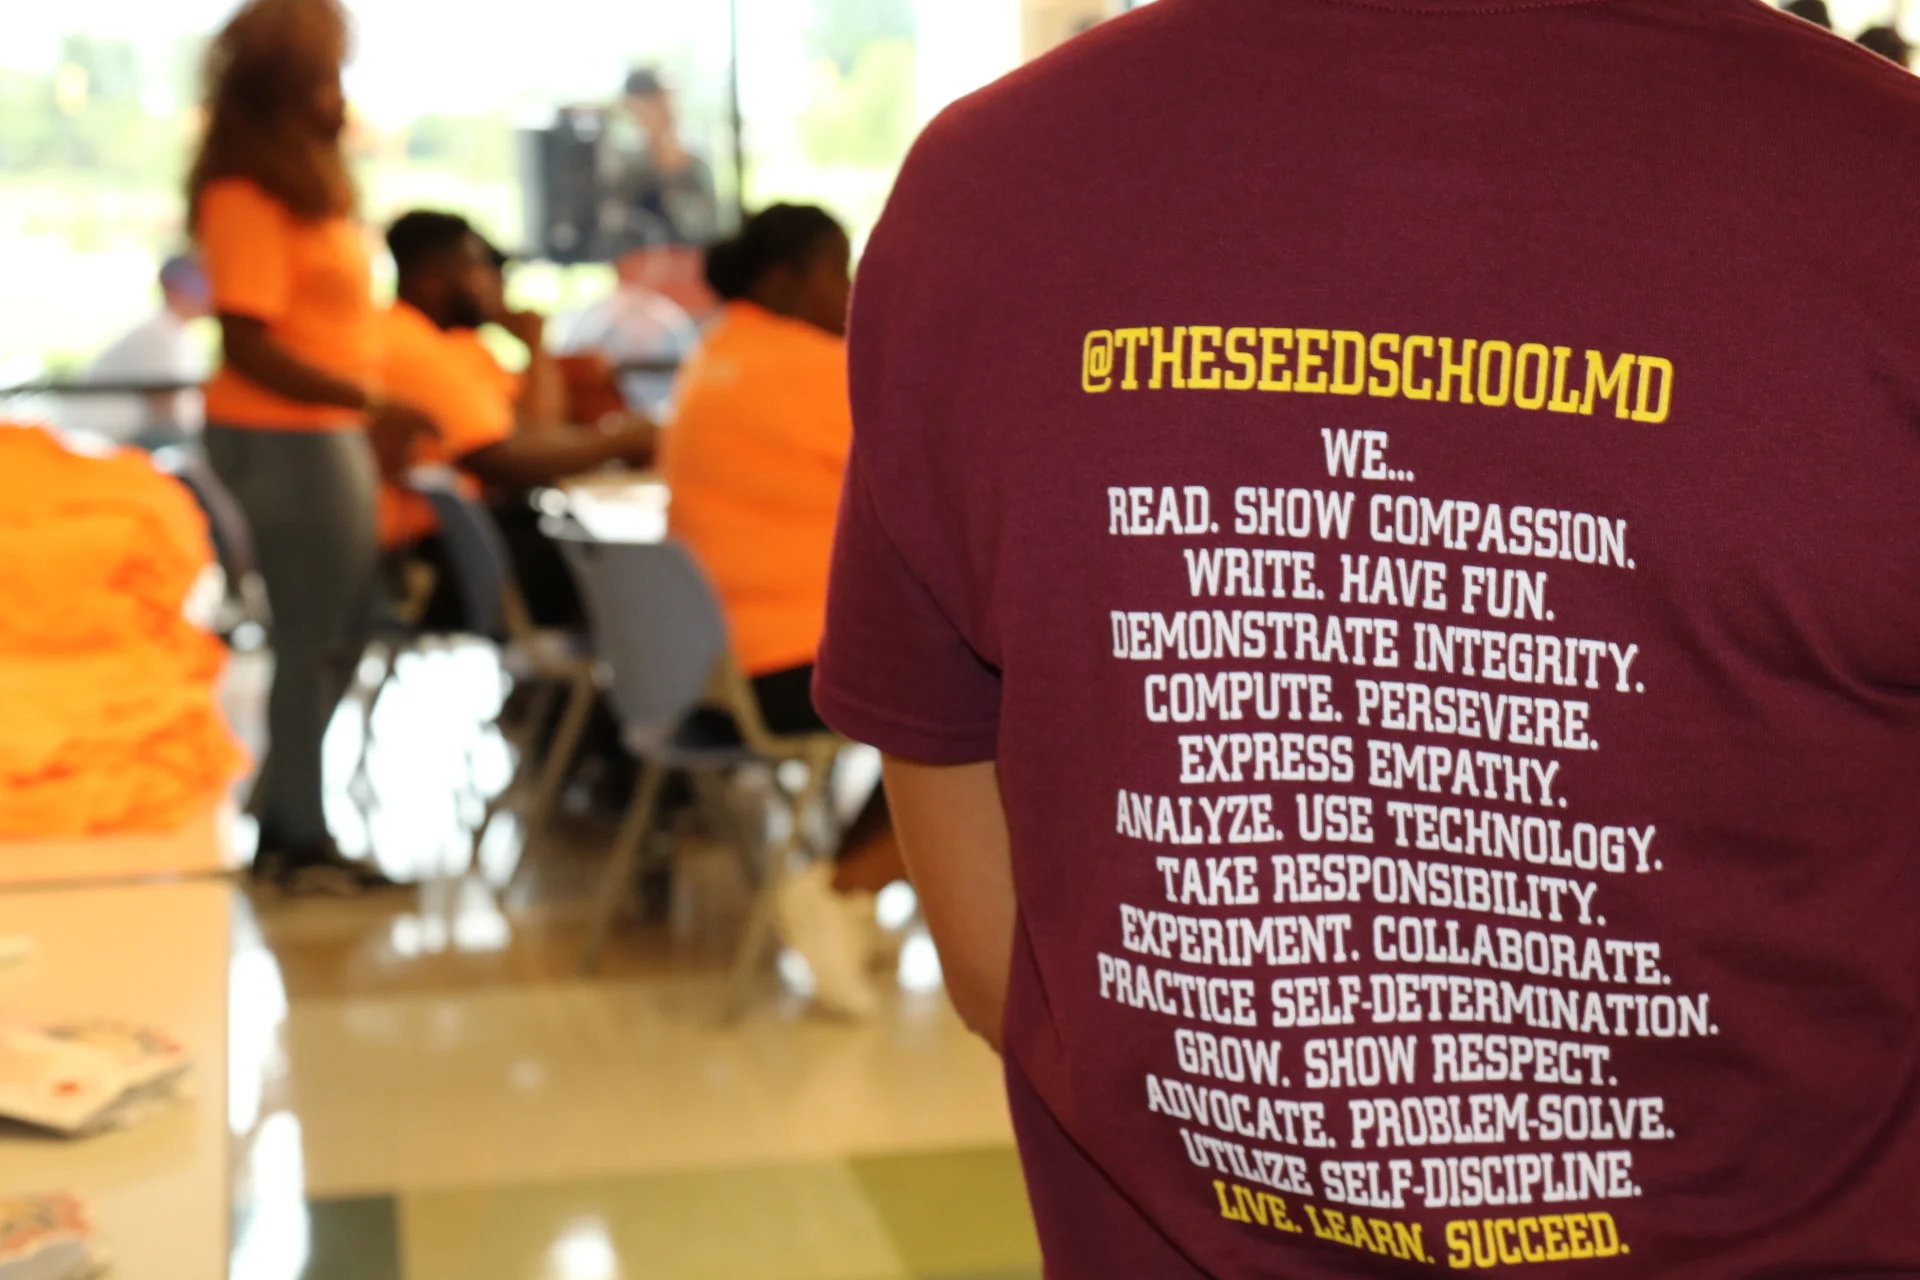 @THESEEDSCHOOLMD
WE...
READ. SHOW COMPASSION.
WRITE. HAVE FUN.
DEMONSTRATE INTEGRITY.
COMPUTE. PERSEVERE.
EXPRESS EMPATHY.
ANALYZE. USE TECHNOLOGY.
TAKE RESPONSIBILITY.
EXPERIMENT. COLLABORATE.
PRACTICE SELF-DETERMINATION.
GROW. SHOW RESPECT.
ADVOCATE. PROBLEM-SOLVE.
UTILIZE SELF-DISCIPLINE.
LIVE. LEARN. SUCCEED.